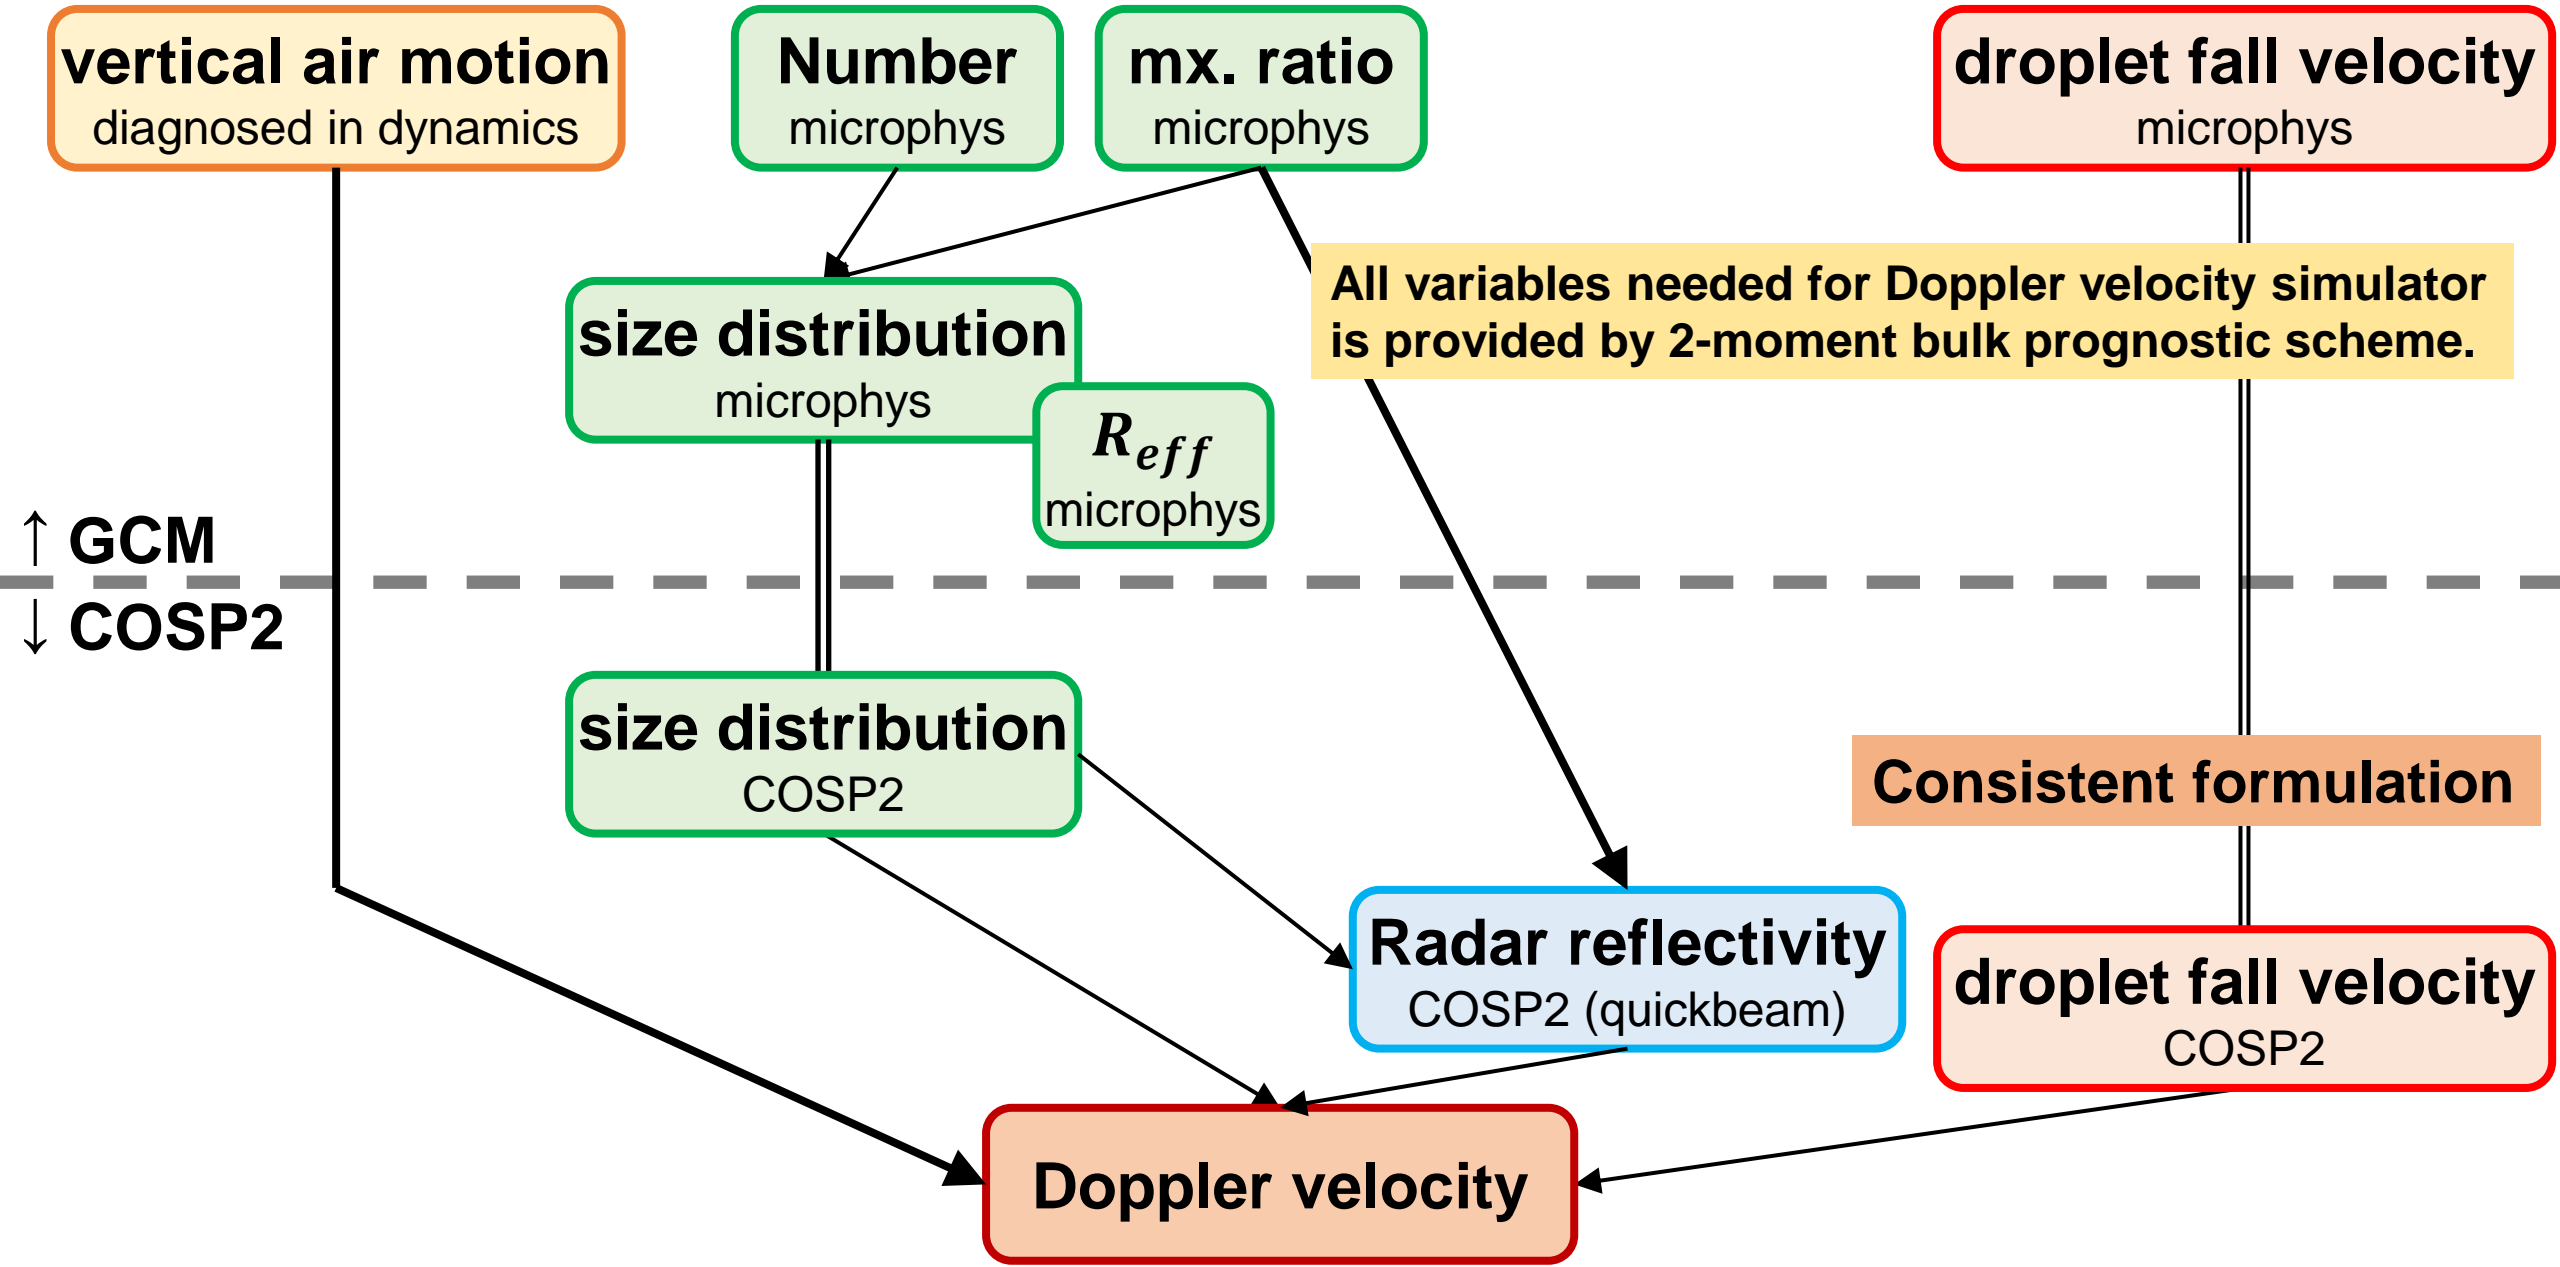 vertical air motion
diagnosed in dynamics
Number
microphys
mx. ratio
microphys
droplet fall velocity
microphys
All variables needed for Doppler velocity simulator
is provided by 2-moment bulk prognostic scheme.
size distribution
microphys
R_eff
microphys
↑ GCM
↓ COSP2
size distribution
COSP2
Consistent formulation
Radar reflectivity
COSP2 (quickbeam)
droplet fall velocity
COSP2
Doppler velocity